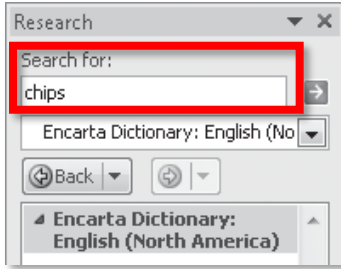 Research
Search for:
chips
Encarta Dictionary: English (No
Back
Encarta Dictionary:
English (North America)